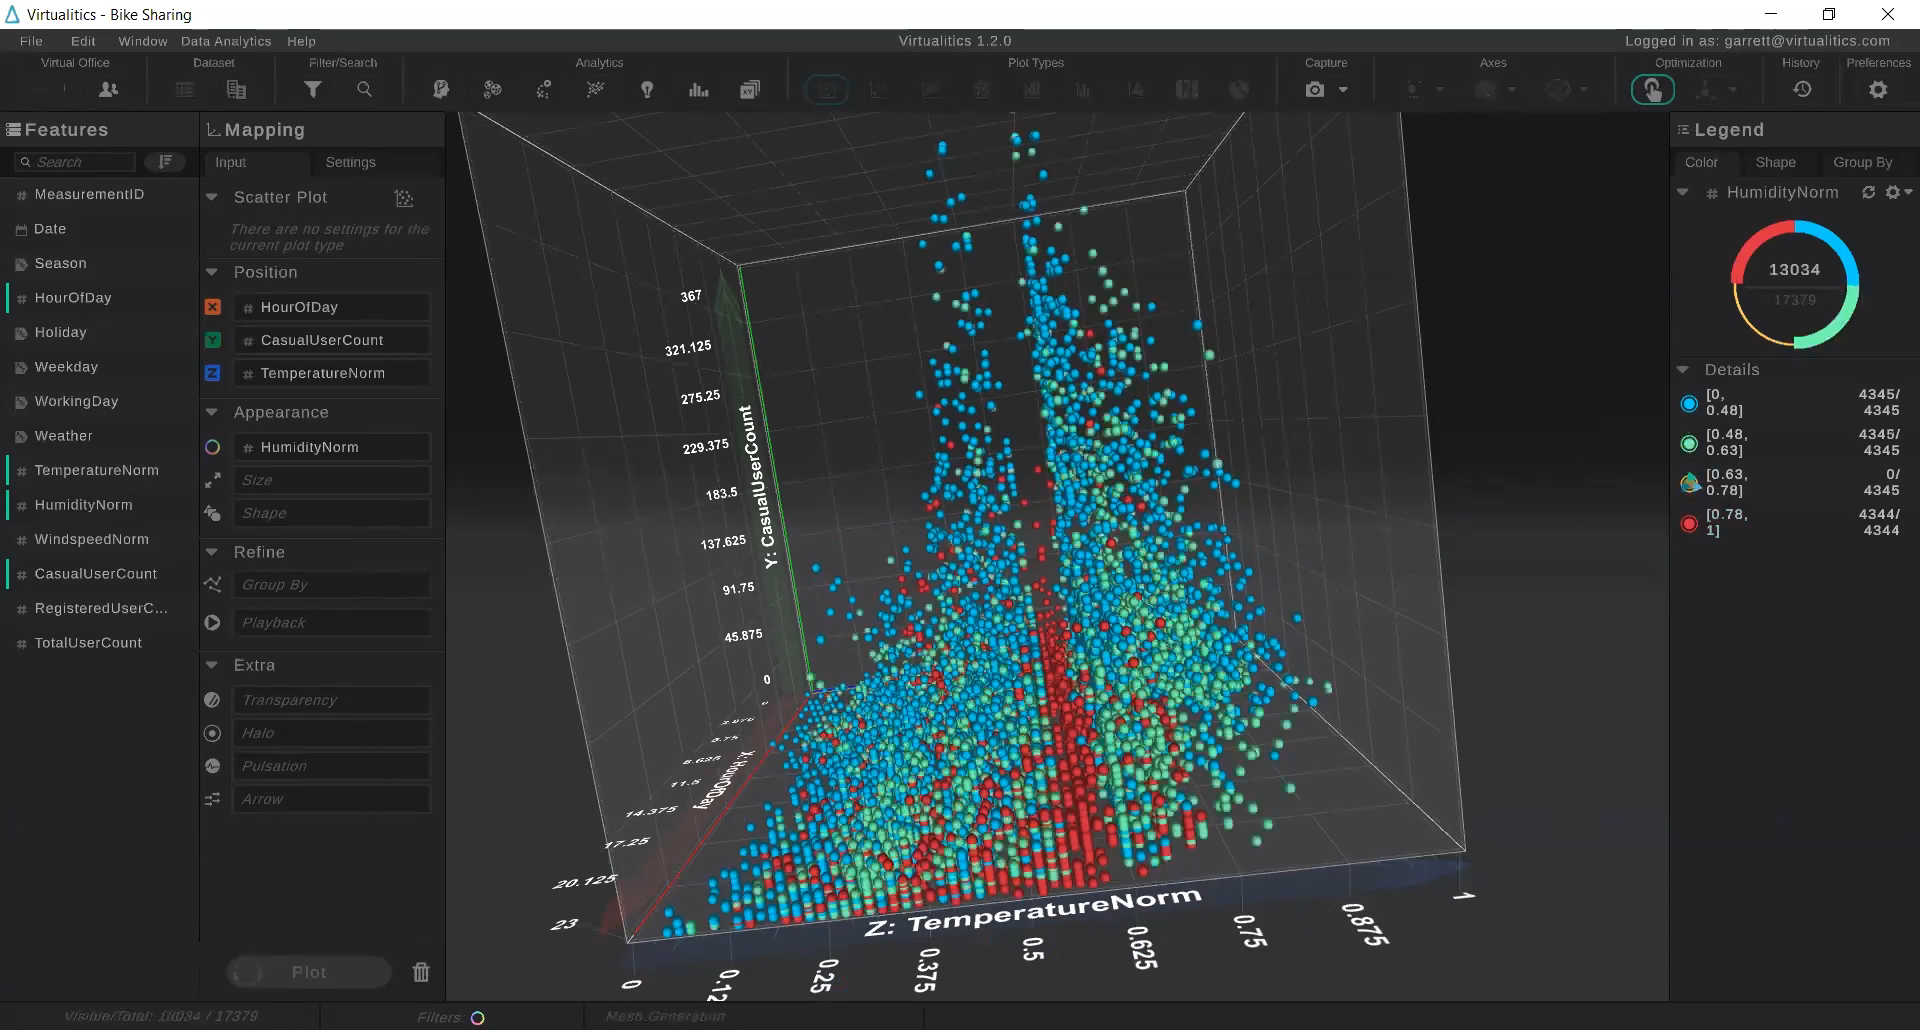 Virtualitics - Bike Sharing
File Edit Window Data Analytics Help
Virtualitics 1.2.0
Logged in as: garrett@virtualitics.com
Virtual Office Dataset Filter/Search Analytics Plot Types Capture Axes Optimization History Preferences
Features
Search
MeasurementID
Date
Season
HourOfDay
Holiday
Weekday
WorkingDay
Weather
TemperatureNorm
HumidityNorm
WindspeedNorm
CasualUserCount
RegisteredUserC...
TotalUserCount
Mapping
Input Settings
Scatter Plot
There are no settings for the
current plot type
Position
X # HourOfDay
Y # CasualUserCount
Z # TemperatureNorm
Appearance
# HumidityNorm
Size
Shape
Refine
Group By
Playback
Extra
Transparency
Halo
Pulsation
Arrow
Plot
367
321.125
275.25
229.375
183.5
137.625
91.75
45.875
0
Y: CasualUserCount
11.5
14.375
17.25
20.125
23
X: HourOfDay
Z: TemperatureNorm
0
0.25
0.375
0.5
0.625
0.75
0.875
1
Legend
Color Shape Group By
# HumidityNorm
13034
17379
Details
[0, 4345/
0.48] 4345
[0.48, 4345/
0.63] 4345
[0.63, 0/
0.78] 4345
[0.78, 4344/
1] 4344
Visible/Total: 13034 / 17379
Filters:
Mesh Generation